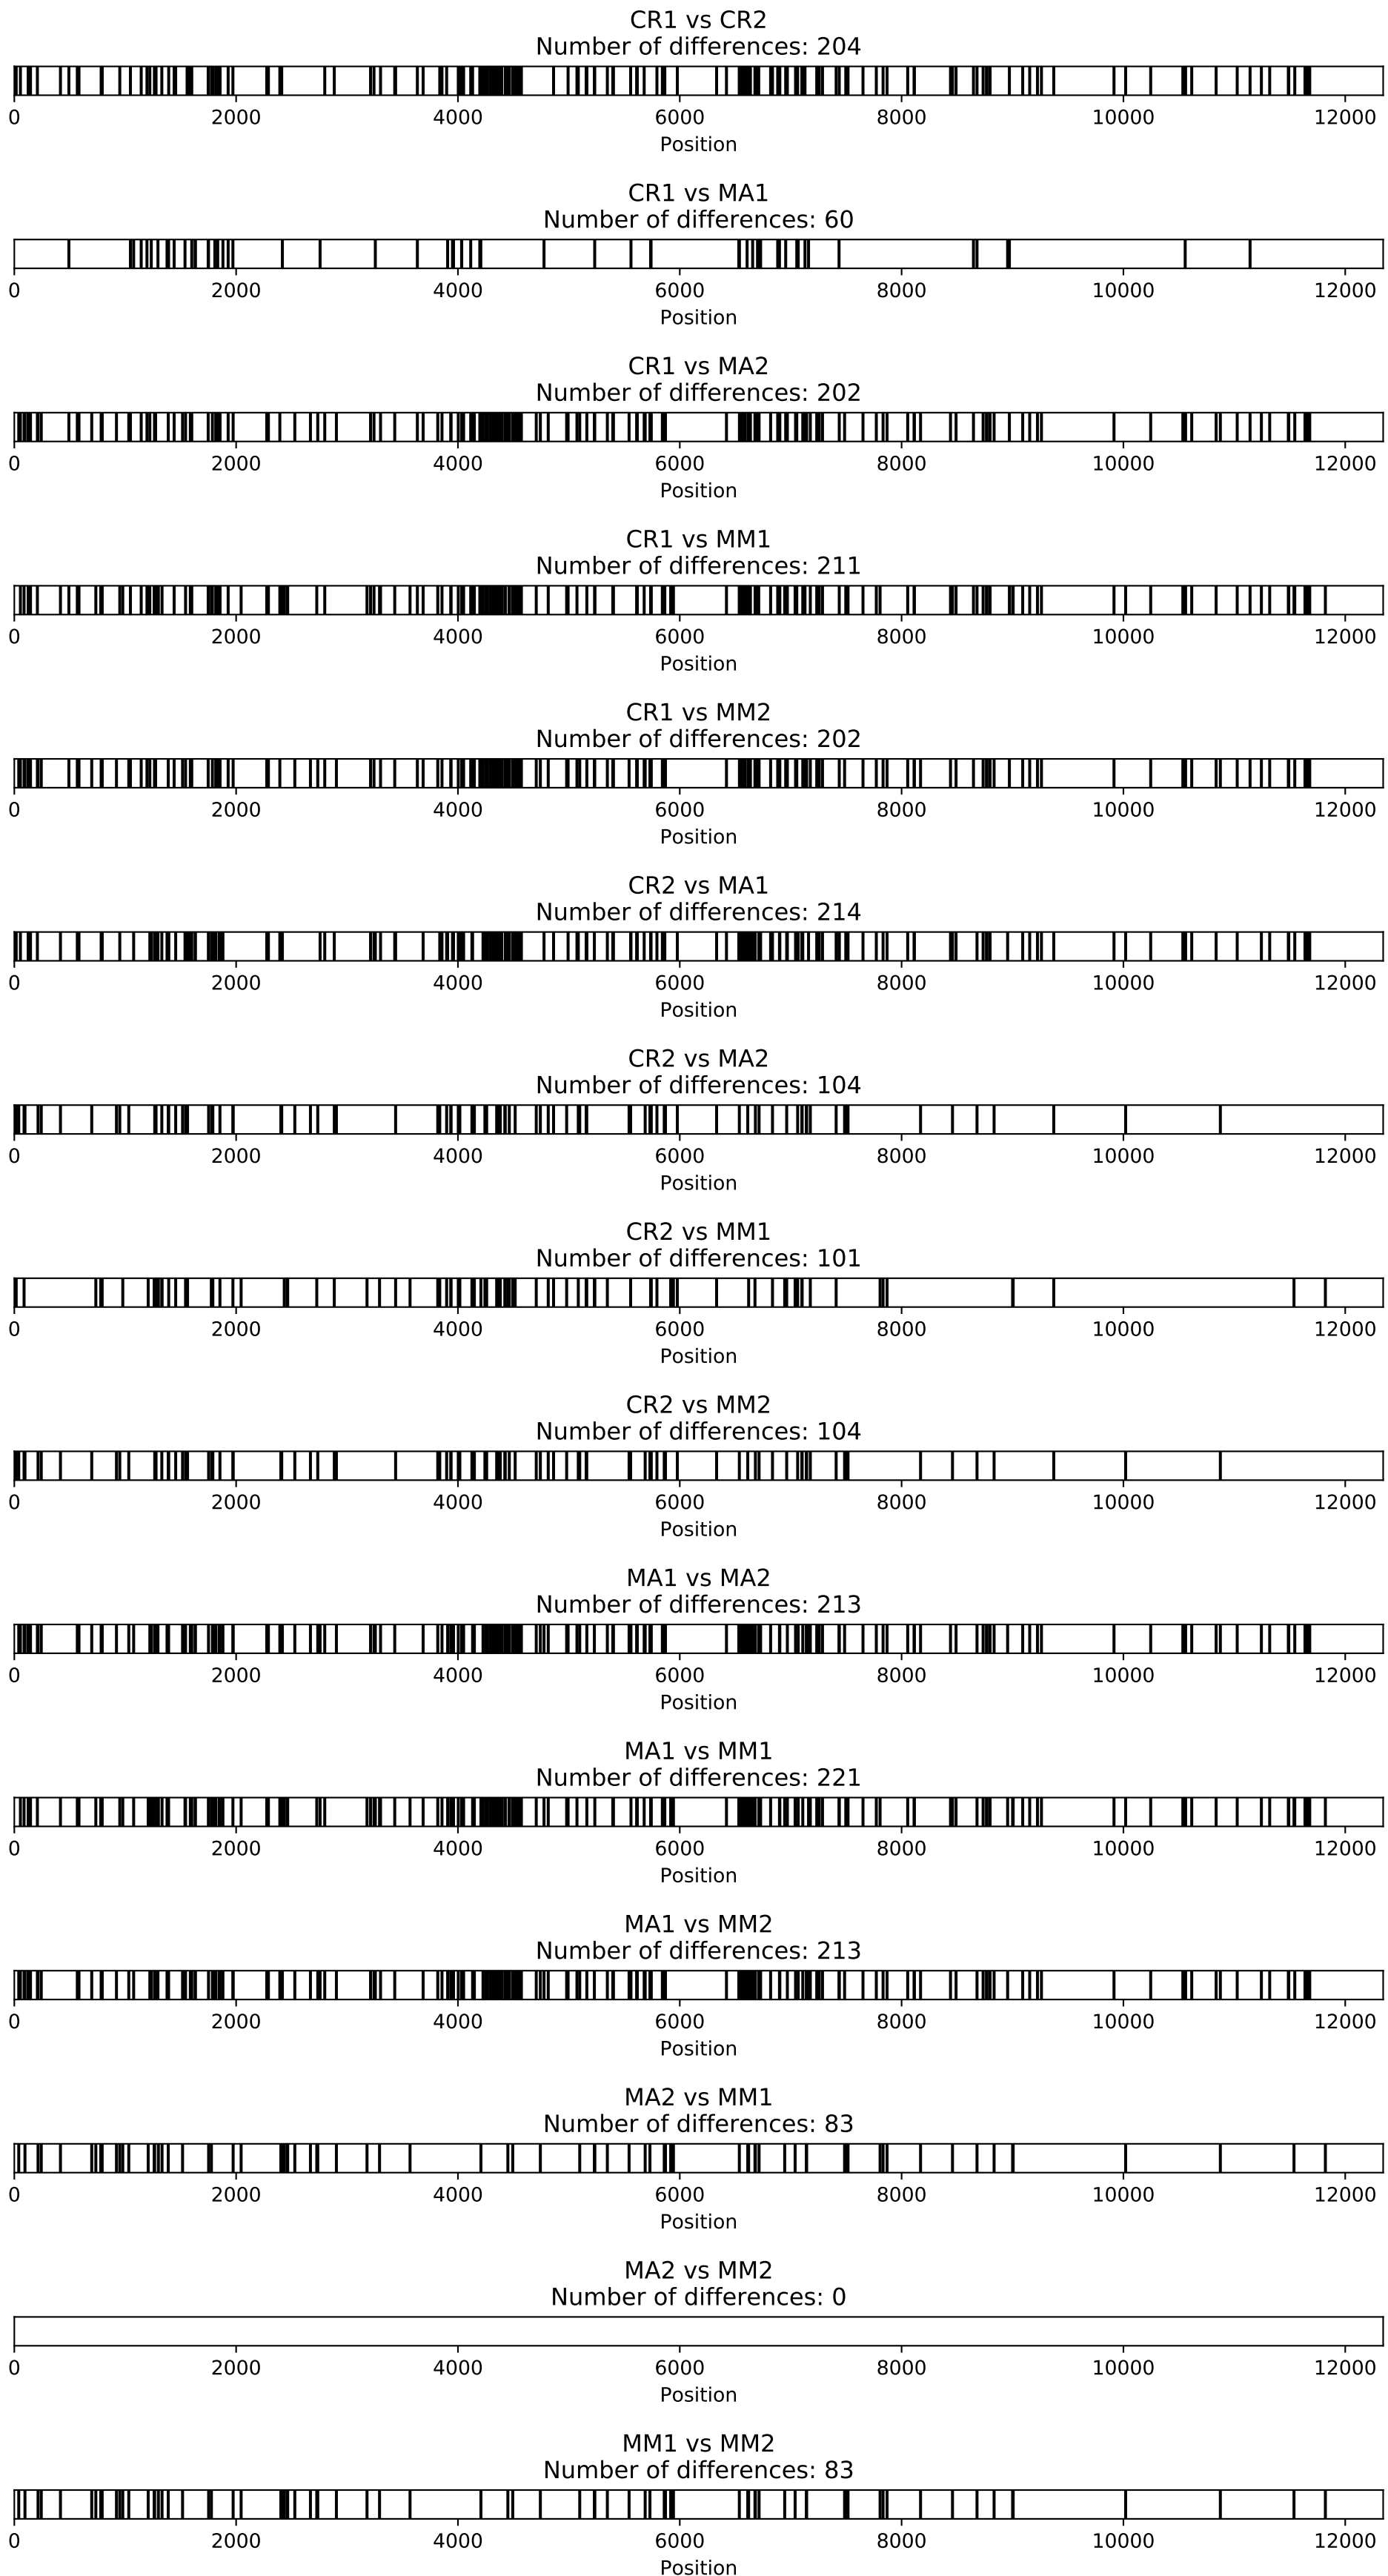 CR1 vs CR2
Number of differences: 204
0 2000 4000 6000 8000 10000 12000
Position
CR1 vs MA1
Number of differences: 60
0 2000 4000 6000 8000 10000 12000
Position
CR1 vs MA2
Number of differences: 202
0 2000 4000 6000 8000 10000 12000
Position
CR1 vs MM1
Number of differences: 211
0 2000 4000 6000 8000 10000 12000
Position
CR1 vs MM2
Number of differences: 202
0 2000 4000 6000 8000 10000 12000
Position
CR2 vs MA1
Number of differences: 214
0 2000 4000 6000 8000 10000 12000
Position
CR2 vs MA2
Number of differences: 104
0 2000 4000 6000 8000 10000 12000
Position
CR2 vs MM1
Number of differences: 101
0 2000 4000 6000 8000 10000 12000
Position
CR2 vs MM2
Number of differences: 104
0 2000 4000 6000 8000 10000 12000
Position
MA1 vs MA2
Number of differences: 213
0 2000 4000 6000 8000 10000 12000
Position
MA1 vs MM1
Number of differences: 221
0 2000 4000 6000 8000 10000 12000
Position
MA1 vs MM2
Number of differences: 213
0 2000 4000 6000 8000 10000 12000
Position
MA2 vs MM1
Number of differences: 83
0 2000 4000 6000 8000 10000 12000
Position
MA2 vs MM2
Number of differences: 0
0 2000 4000 6000 8000 10000 12000
Position
MM1 vs MM2
Number of differences: 83
0 2000 4000 6000 8000 10000 12000
Position